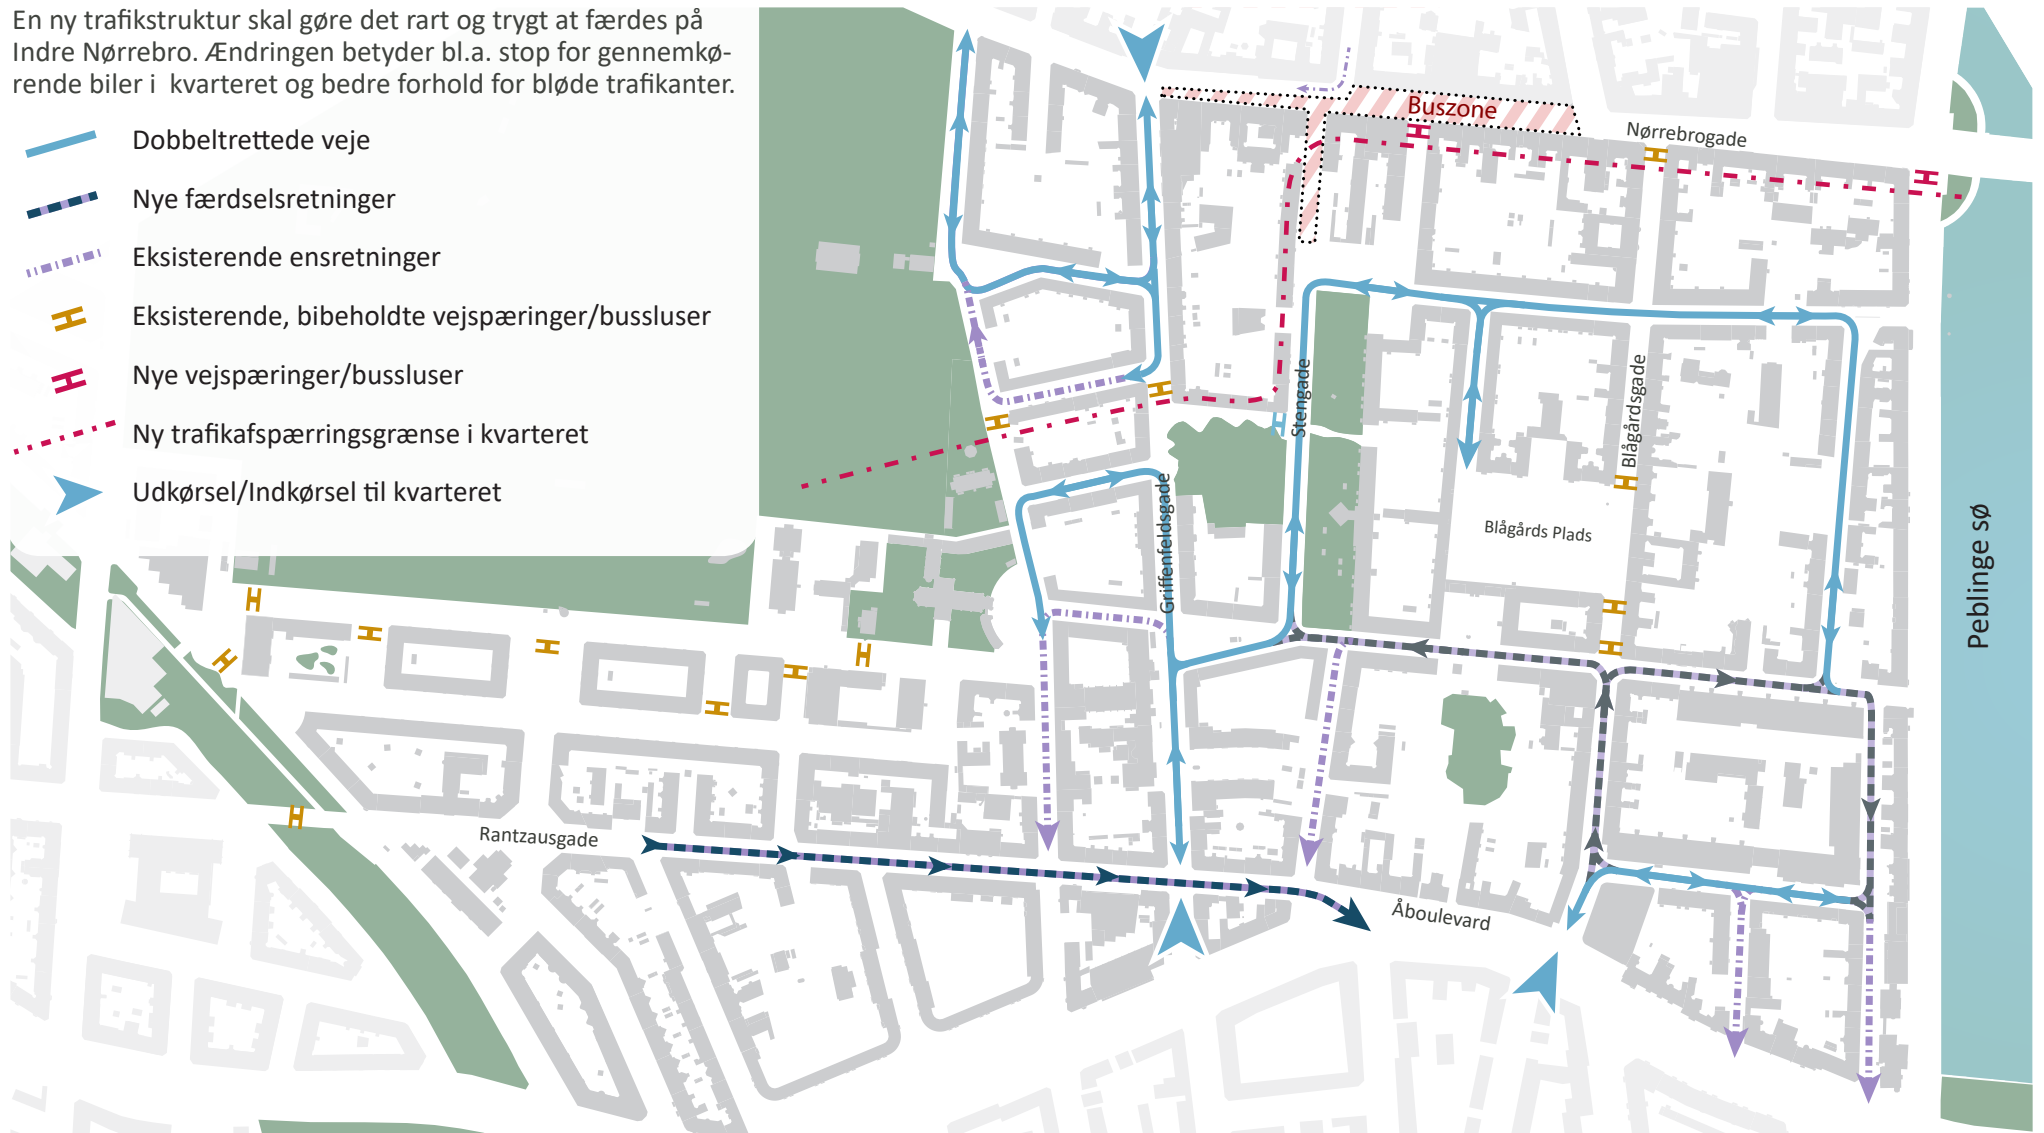 En ny trafikstruktur skal gøre det rart og trygt at færdes på
Indre Nørrebro. Ændringen betyder bl.a. stop for gennemkø-
rende biler i kvarteret og bedre forhold for bløde trafikanter.
Dobbeltrettede veje
Nye færdselsretninger
Eksisterende ensretninger
Eksisterende, bibeholdte vejspæringer/bussluser
Nye vejspæringer/bussluser
Ny trafikafspærringsgrænse i kvarteret
Udkørsel/Indkørsel til kvarteret
Buszone
Nørrebrogade
Stengade
Blågårdsgade
Griffenfeldsgade
Blågårds Plads
Peblinge sø
Rantzausgade
Åboulevard